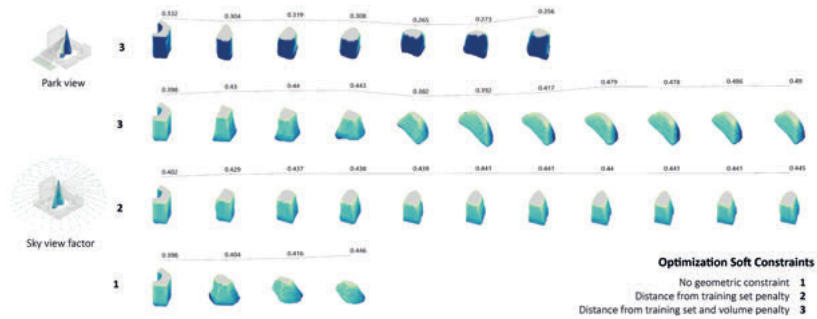 0.332 0.304 0.319 0.308 0.265 0.273 0.256
3
Park view
0.398 0.43 0.44 0.443 0.382 0.392 0.417 0.479 0.478 0.486 0.49
3
0.402 0.429 0.437 0.438 0.439 0.441 0.441 0.44 0.441 0.441 0.445
2
Sky view factor
0.398 0.404 0.416 0.446
1
Optimization Soft Constraints
No geometric constraint 1
Distance from training set penalty 2
Distance from training set and volume penalty 3